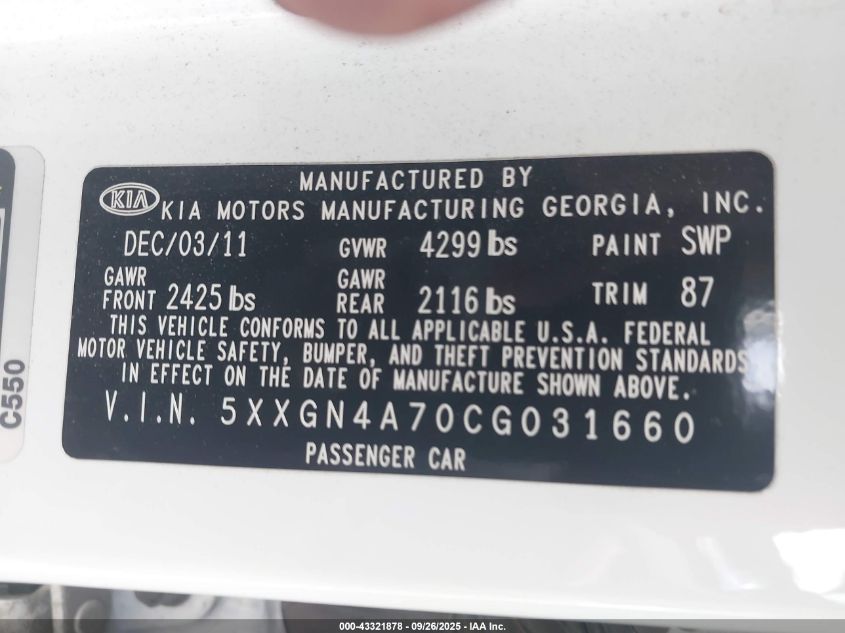 MANUFACTURED BY
KIA KIA MOTORS MANUFACTURING GEORGIA, INC.
DEC/03/11 GVWR 4299 lbs PAINT SWP
GAWR FRONT 2425 lbs GAWR REAR 2116 lbs TRIM 87
THIS VEHICLE CONFORMS TO ALL APPLICABLE U.S.A. FEDERAL
MOTOR VEHICLE SAFETY, BUMPER, AND THEFT PREVENTION STANDARDS
IN EFFECT ON THE DATE OF MANUFACTURE SHOWN ABOVE.
V.I.N. 5XXGN4A70CG031660
PASSENGER CAR
C550
000-43321878 - 09/26/2025 - IAA Inc.